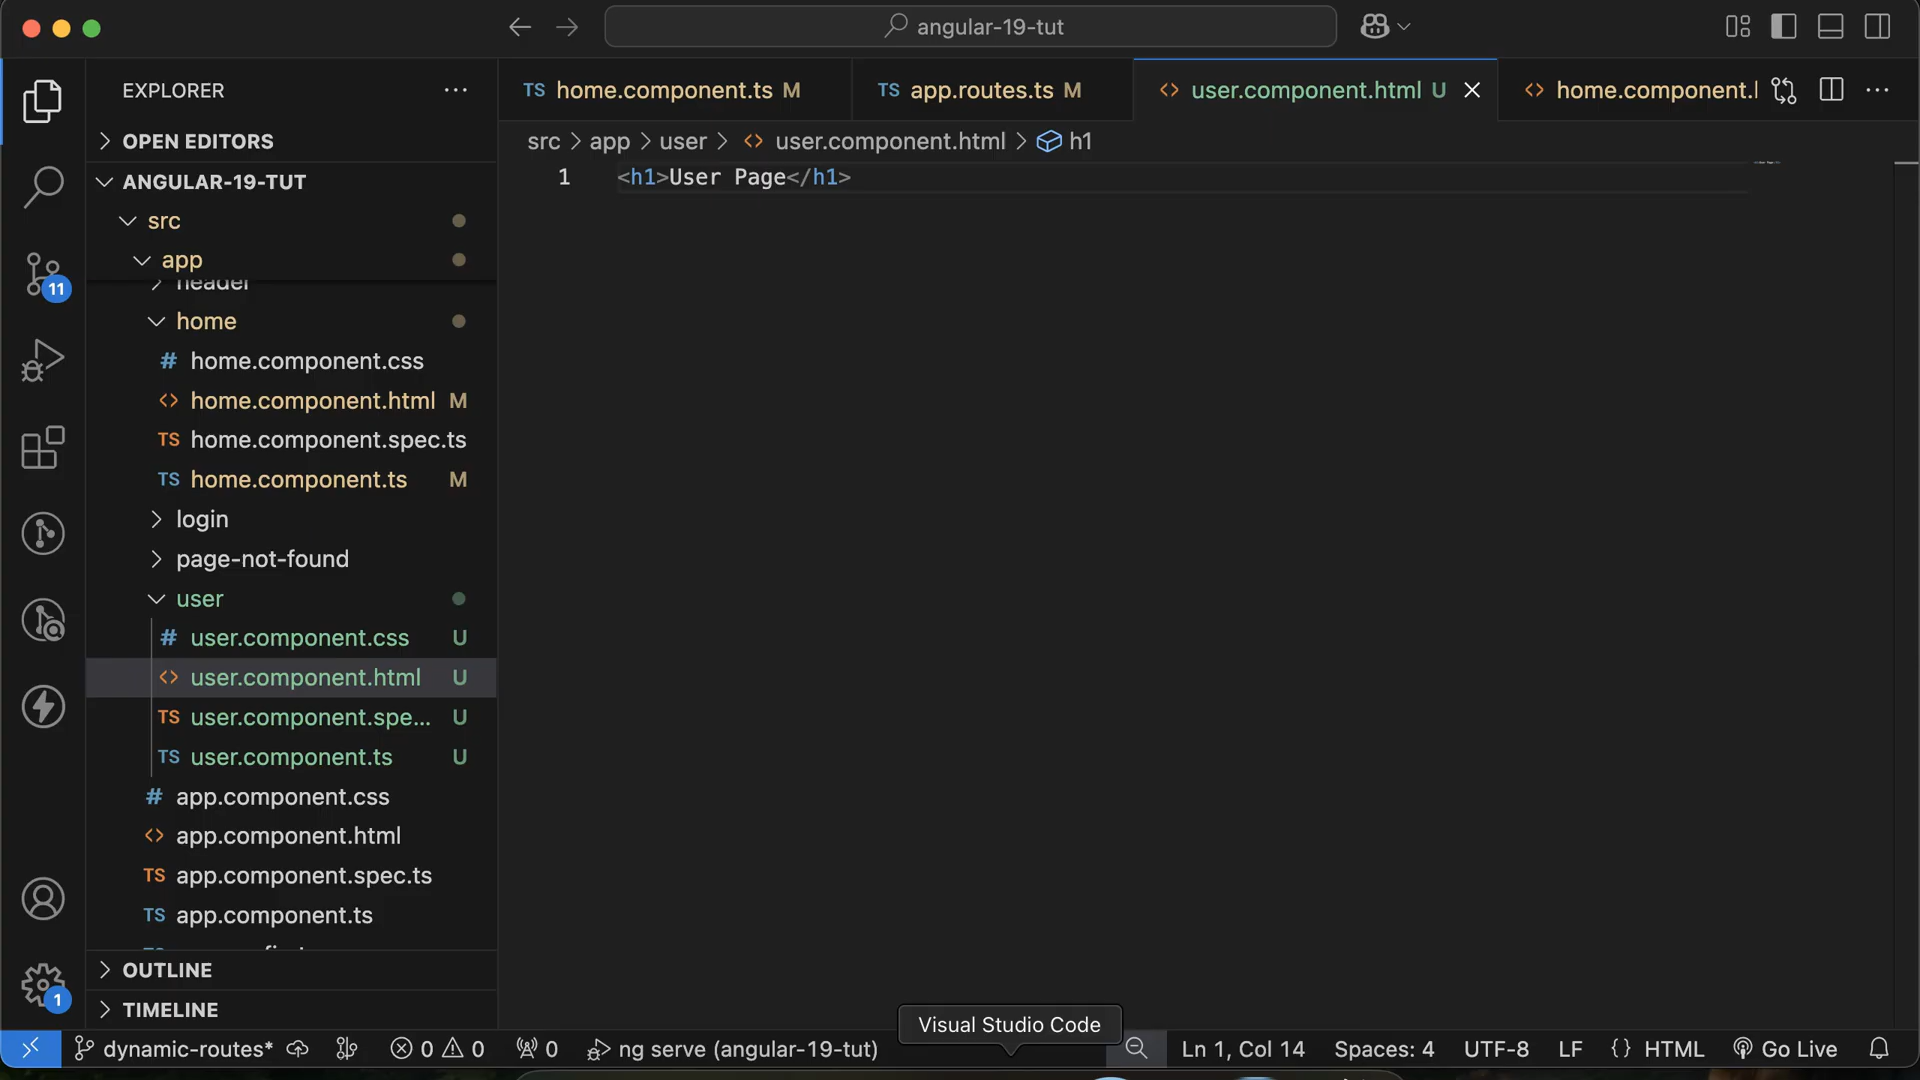 angular-19-tut
EXPLORER
OPEN EDITORS
ANGULAR-19-TUT
src
app
header
home
# home.component.css
<> home.component.html M
TS home.component.spec.ts
TS home.component.ts M
login
page-not-found
user
# user.component.css U
<> user.component.html U
TS user.component.spe... U
TS user.component.ts U
# app.component.css
<> app.component.html
TS app.component.spec.ts
TS app.component.ts
OUTLINE
TIMELINE
11
1
TS home.component.ts M
TS app.routes.ts M
<> user.component.html U
<> home.component.
src > app > user > <> user.component.html > h1
1 <h1>User Page</h1>
Visual Studio Code
dynamic-routes* 0 0 0 ng serve (angular-19-tut) Ln 1, Col 14 Spaces: 4 UTF-8 LF {} HTML Go Live